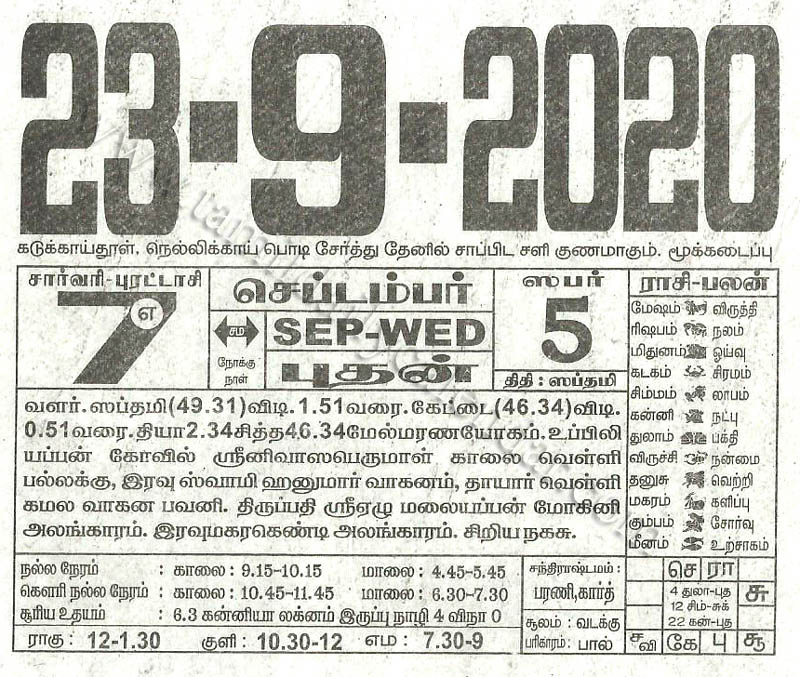 23-9-2020
கடுக்காய்தூள். நெல்லிக்காய் பொடி சேர்த்து தேனில் சாப்பிட சளி குணமாகும். மூக்கடைப்பு
சார்வரி-புரட்டாசி
7
எ
செப்டம்பர்
சம
நோக்கு
நாள்
SEP-WED
புதன்
ஸபர்
5
திதி : ஸப்தமி
வளர். ஸப்தமி(49.31)விடி.1.51வரை.கேட்டை(46.34)விடி.
0.51வரை.தியா2.34சித்த46.34மேல்மரணயோகம்.உப்பிலி
யப்பன் கோவில் ஸ்ரீனிவாஸபெருமாள் காலை வெள்ளி
பல்லக்கு, இரவு ஸ்வாமி ஹனுமார் வாகனம், தாயார் வெள்ளி
கமல வாகன பவனி. திருப்பதி ஸ்ரீஏழு மலையப்பன் மோகினி
அலங்காரம். இரவுமகரகெண்டி அலங்காரம். சிறிய நகசு.
ராசி-பலன்
மேஷம் விருத்தி
ரிஷபம் நலம்
மிதுனம் ஓய்வு
கடகம் சிரமம்
சிம்மம் லாபம்
கன்னி நட்பு
துலாம் பக்தி
விருச்சி நன்மை
தனுசு வெற்றி
மகரம் களிப்பு
கும்பம் சோர்வு
மீனம் உற்சாகம்
நல்ல நேரம் : காலை : 9.15-10.15 மாலை : 4.45-5.45
கௌரி நல்ல நேரம் : காலை : 10.45-11.45 மாலை : 6.30-7.30
சூரிய உதயம் : 6.3 கன்னியா லக்னம் இருப்பு நாழி 4 விநா 0
ராகு : 12-1.30 குளி : 10.30-12 எம : 7.30-9
சந்திராஷ்டமம் :
பரணி,கார்த்
சூலம் : வடக்கு
பரிகாரம் : பால்
செ ரா
4 துலா-புத
12 சிம்-சுக்
22 கன்-புத
சு
ச வி கே பு சூ